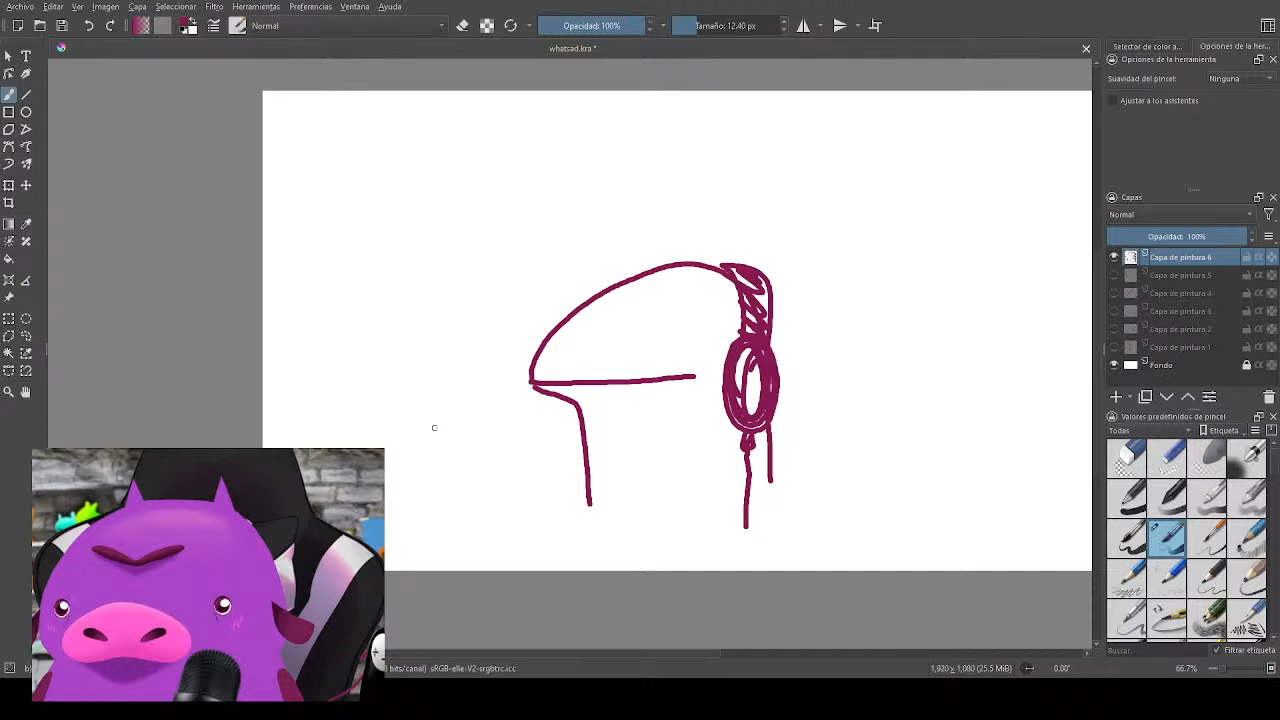 Archivo Editar Ver Imagen Capa Seleccionar Filtro Herramientas Preferencias Ventana Ayuda
Normal Opacidad: 100% Tamaño: 12.40 px
whatsad.kra *
Selector de color a... Opciones de la her...
Opciones de la herramienta
Suavidad del pincel: Ninguna
Ajustar a los asistentes
Capas
Normal
Opacidad: 100%
Capa de pintura 6
Capa de pintura 5
Capa de pintura 4
Capa de pintura 3
Capa de pintura 2
Capa de pintura 1
Fondo
Valores predefinidos de pincel
Todas Etiqueta
Buscar Filtrar etiqueta
bits/canal) sRGB-elle-V2-srgbtrc.icc 1,920 x 1,080 (25.5 MiB) 0.00° 66.7%